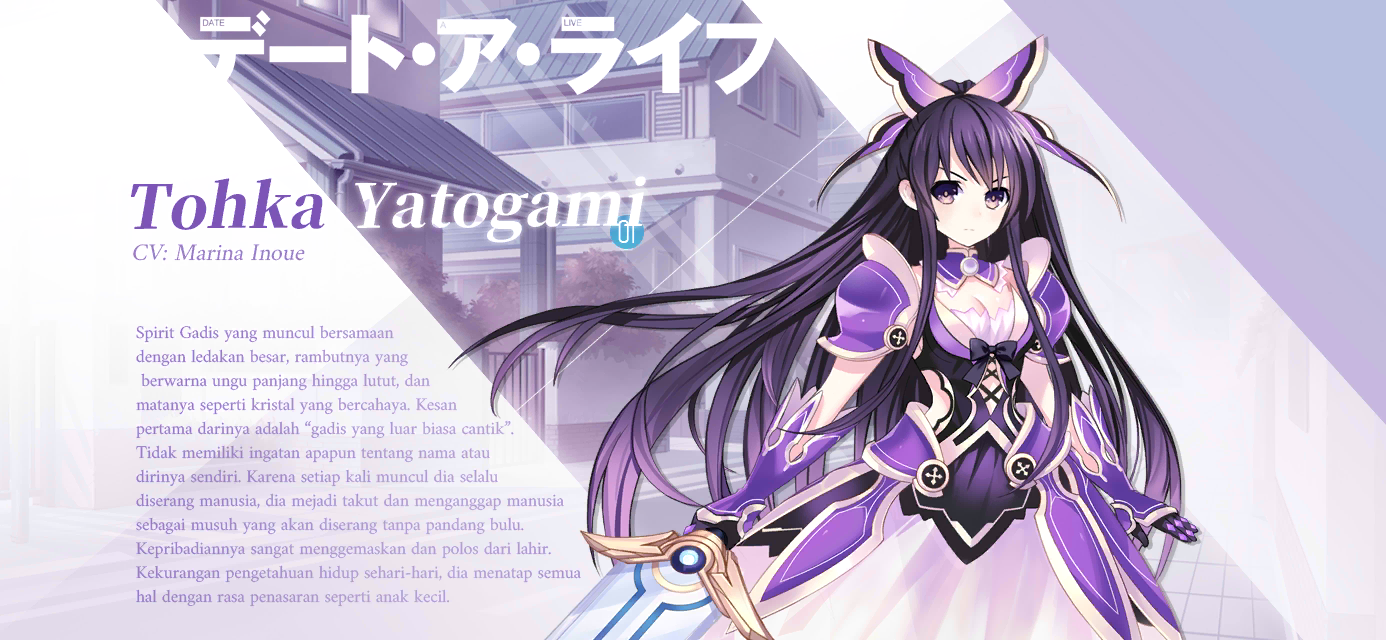 DATE A LIVE
デート・ア・ライブ
Tohka Yatogami
01
CV: Marina Inoue
Spirit Gadis yang muncul bersamaan
dengan ledakan besar, rambutnya yang
berwarna ungu panjang hingga lutut, dan
matanya seperti kristal yang bercahaya. Kesan
pertama darinya adalah “gadis yang luar biasa cantik”.
Tidak memiliki ingatan apapun tentang nama atau
dirinya sendiri. Karena setiap kali muncul dia selalu
diserang manusia, dia mejadi takut dan menganggap manusia
sebagai musuh yang akan diserang tanpa pandang bulu.
Kepribadiannya sangat menggemaskan dan polos dari lahir.
Kekurangan pengetahuan hidup sehari-hari, dia menatap semua
hal dengan rasa penasaran seperti anak kecil.